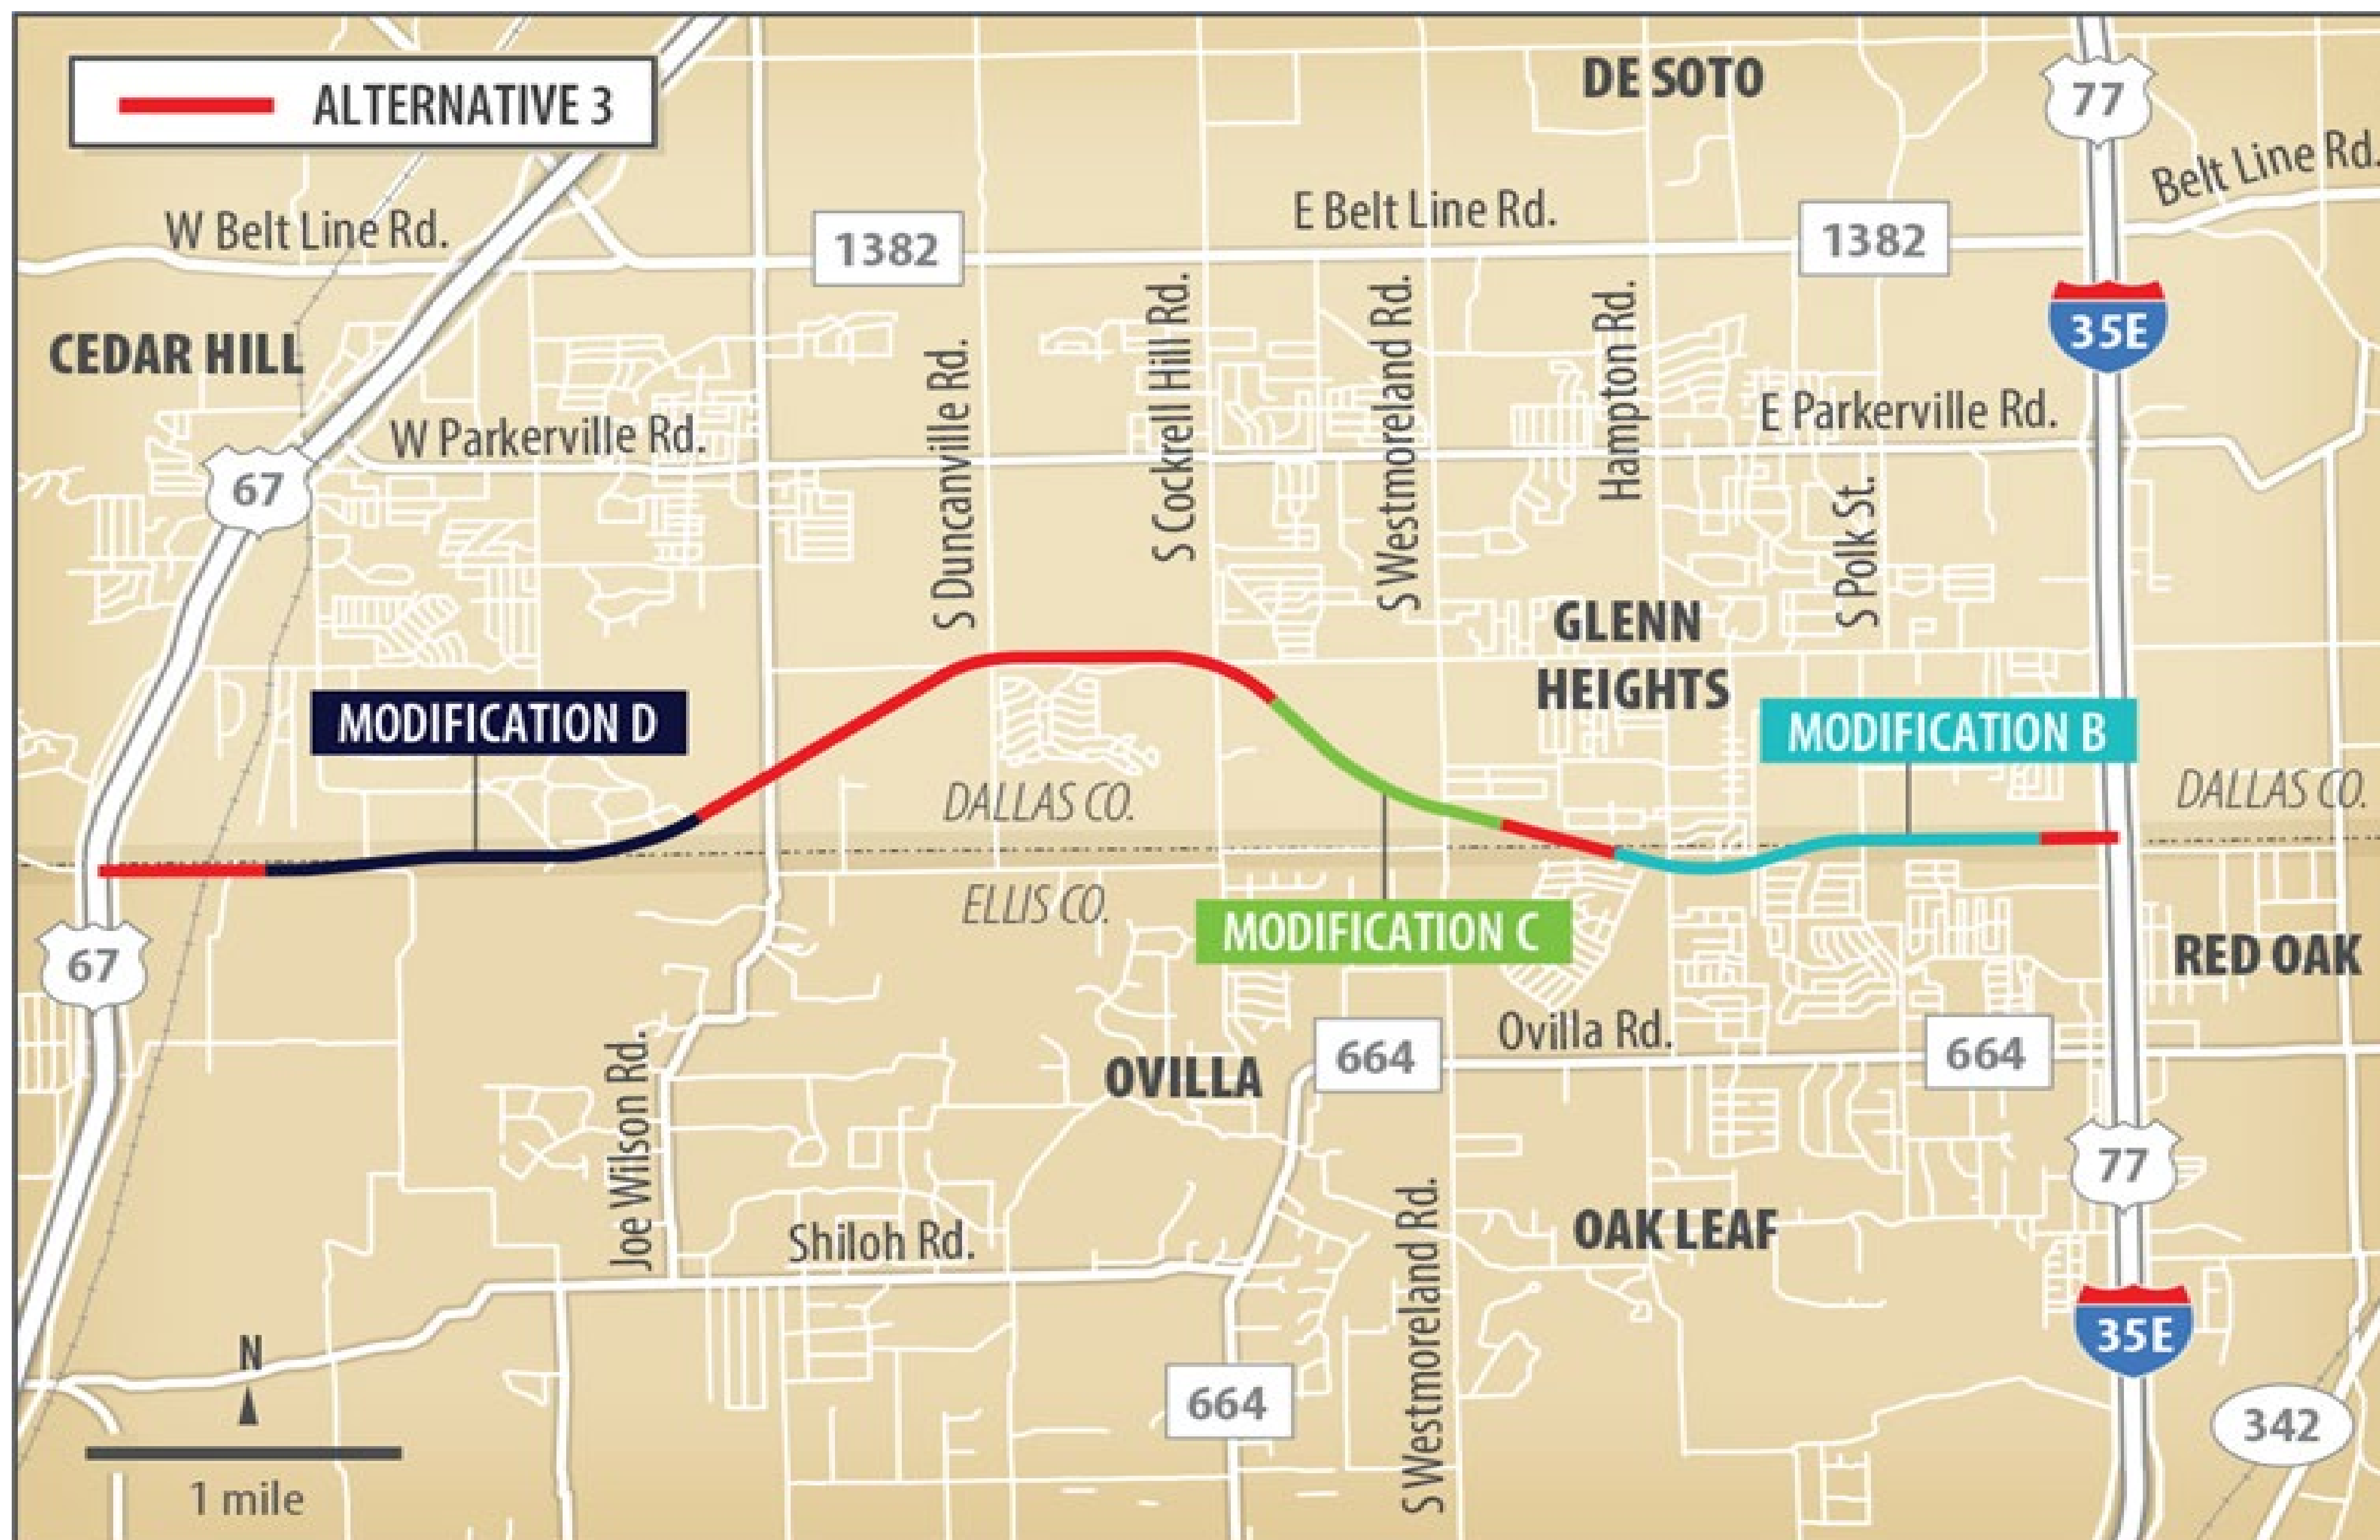 ALTERNATIVE 3
DE SOTO
77
Belt Line Rd.
W Belt Line Rd.
E Belt Line Rd.
1382
1382
35E
CEDAR HILL
S Duncanville Rd.
S Cockrell Hill Rd.
S Westmoreland Rd.
Hampton Rd.
W Parkerville Rd.
E Parkerville Rd.
67
S Polk St.
GLENN
HEIGHTS
MODIFICATION D
MODIFICATION B
DALLAS CO.
DALLAS CO.
ELLIS CO.
MODIFICATION C
67
RED OAK
Ovilla Rd.
OVILLA
664
664
Joe Wilson Rd.
77
Shiloh Rd.
S Westmoreland Rd.
OAK LEAF
35E
N
664
342
1 mile